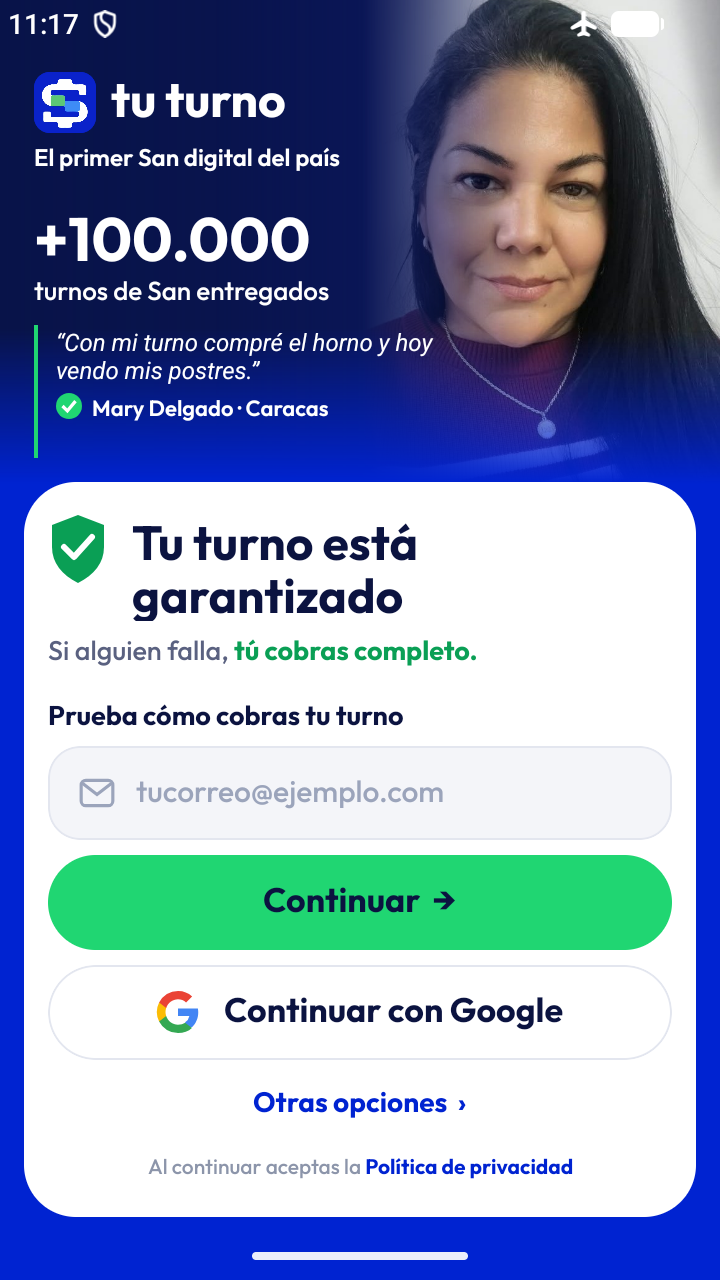 11:17
tu turno
El primer San digital del país
+100.000
turnos de San entregados
“Con mi turno compré el horno y hoy
vendo mis postres.”
Mary Delgado · Caracas
Tu turno está
garantizado
Si alguien falla, tú cobras completo.
Prueba cómo cobras tu turno
tucorreo@ejemplo.com
Continuar →
Continuar con Google
Otras opciones ›
Al continuar aceptas la Política de privacidad